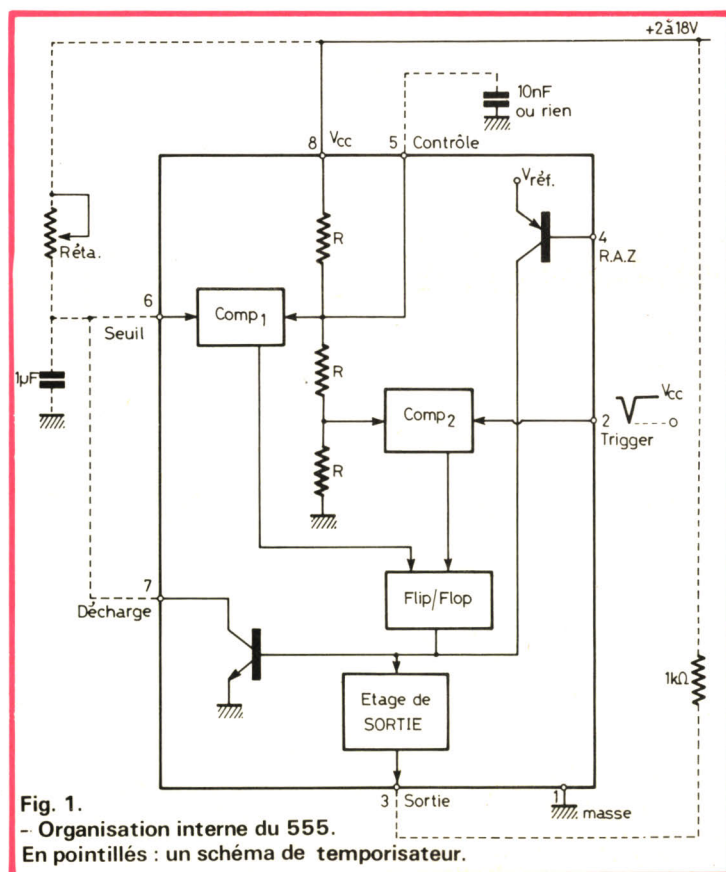 +2à18V
10nF
ou rien
8 Vcc 5 Contrôle
Vréf.
R
4
R.A.Z
Réta.
6
Comp1
Seuil
R
1µF
Comp2
Vcc
2
Trigger
R
7
Flip/Flop
Décharge
1kΩ
Etage de
SORTIE
3 Sortie
1
masse
Fig. 1.
- Organisation interne du 555.
En pointillés : un schéma de temporisateur.